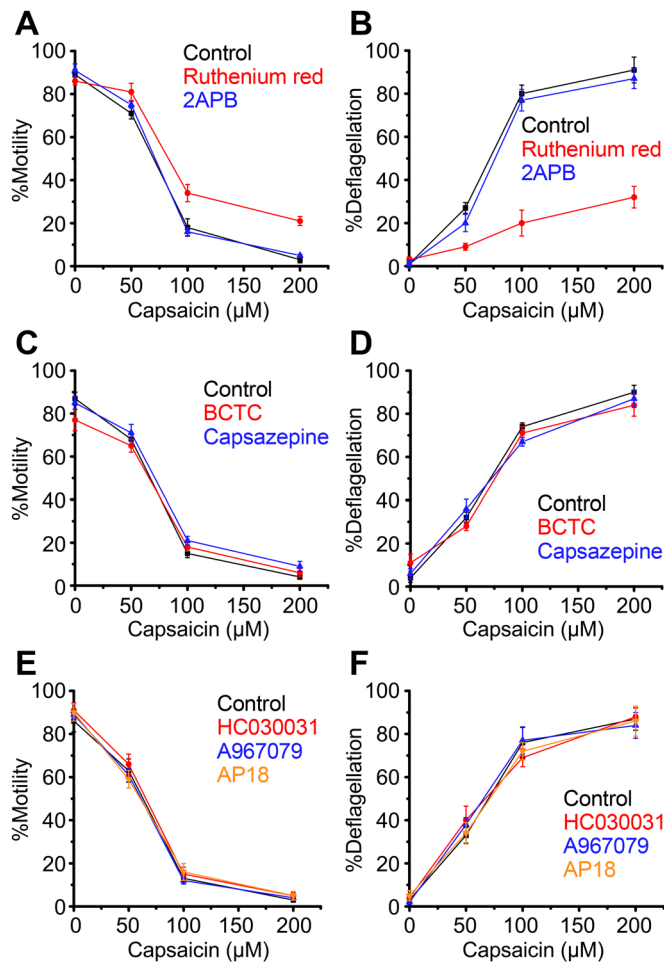 A
%Motility
100
80
60
40
20
0
Control
Ruthenium red
2APB
0 50 100 150 200
Capsaicin (µM)
B
%Deflagellation
100
80
60
40
20
0
Control
Ruthenium red
2APB
0 50 100 150 200
Capsaicin (µM)
C
%Motility
100
80
60
40
20
0
Control
BCTC
Capsazepine
0 50 100 150 200
Capsaicin (µM)
D
%Deflagellation
100
80
60
40
20
0
Control
BCTC
Capsazepine
0 50 100 150 200
Capsaicin (µM)
E
%Motility
100
80
60
40
20
0
Control
HC030031
A967079
AP18
0 50 100 150 200
Capsaicin (µM)
F
%Deflagellation
100
80
60
40
20
0
Control
HC030031
A967079
AP18
0 50 100 150 200
Capsaicin (µM)